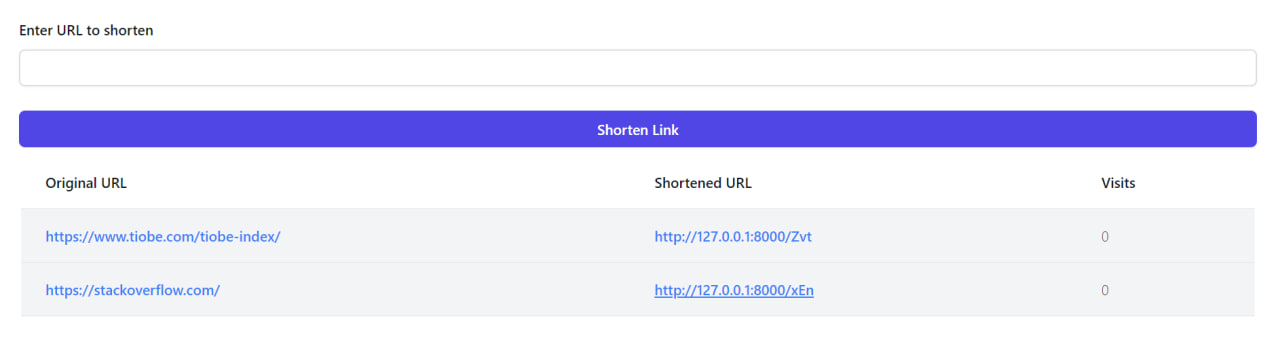 Enter URL to shorten
Shorten Link
Original URL Shortened URL Visits
https://www.tiobe.com/tiobe-index/ http://127.0.0.1:8000/Zvt 0
https://stackoverflow.com/ http://127.0.0.1:8000/xEn 0